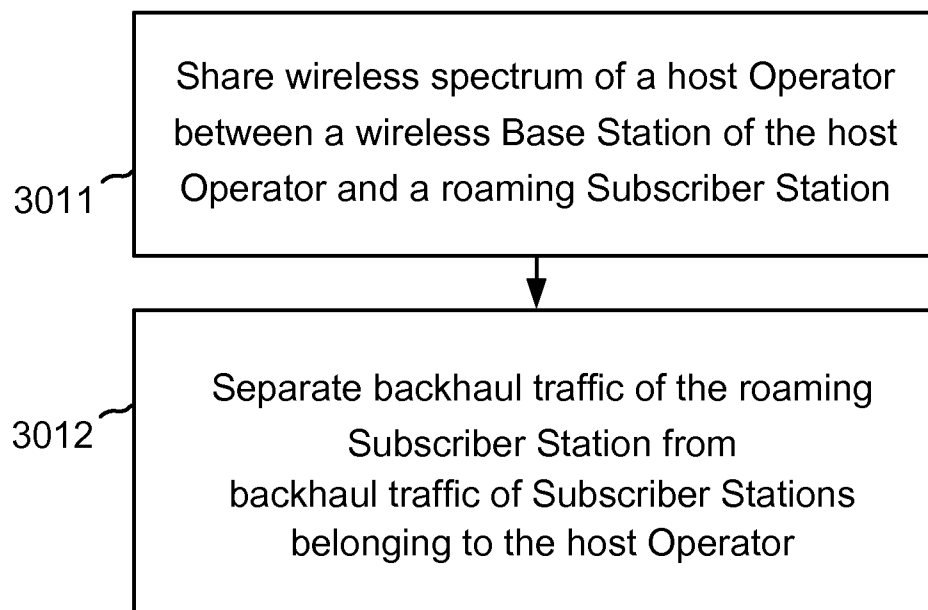 Share wireless spectrum of a host Operator
between a wireless Base Station of the host
Operator and a roaming Subscriber Station
3011
Separate backhaul traffic of the roaming
Subscriber Station from
backhaul traffic of Subscriber Stations
belonging to the host Operator
3012